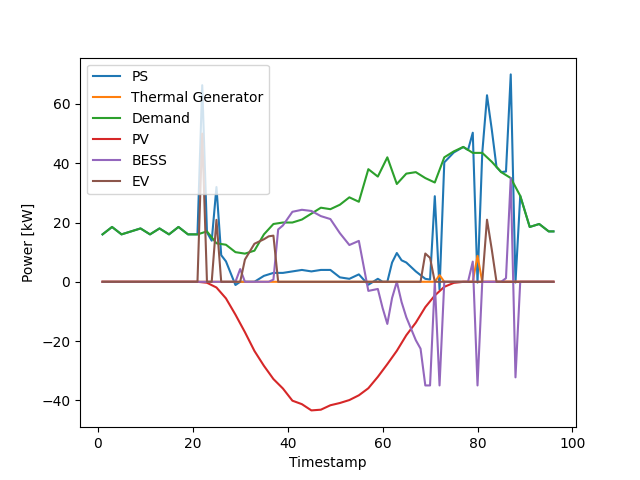 PS
Thermal Generator
Demand
PV
BESS
EV
Power [kW]
60
40
20
0
−20
−40
0 20 40 60 80 100
Timestamp